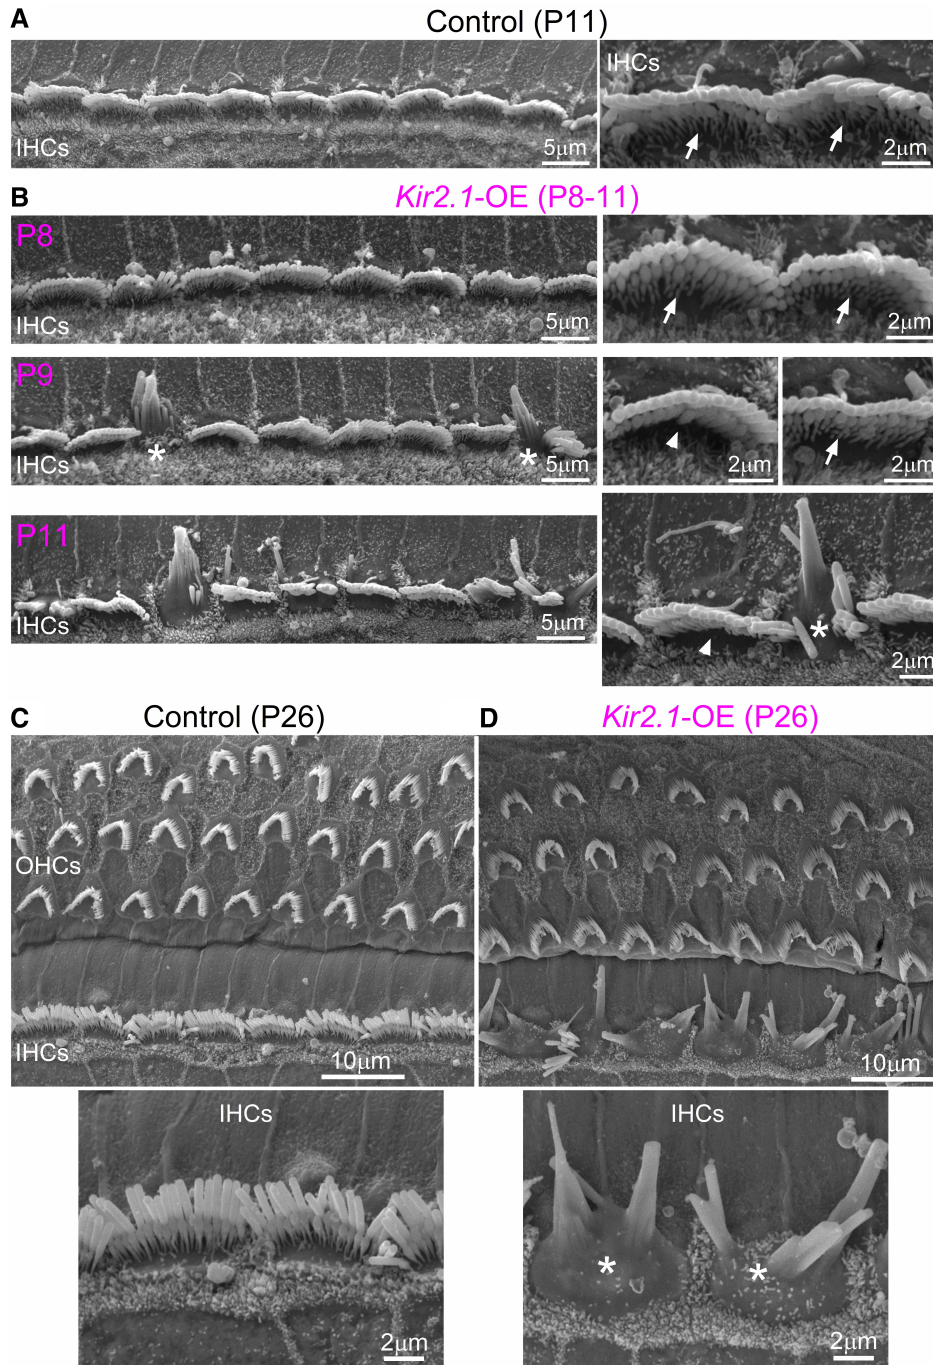 A
Control (P11)
IHCs
5µm
IHCs
2µm
B
Kir2.1-OE (P8-11)
P8
IHCs
5µm
2µm
P9
*
*
IHCs
5µm
2µm
2µm
P11
IHCs
5µm
*
2µm
C
Control (P26)
OHCs
IHCs
10µm
IHCs
2µm
D
Kir2.1-OE (P26)
10µm
IHCs
*
*
2µm